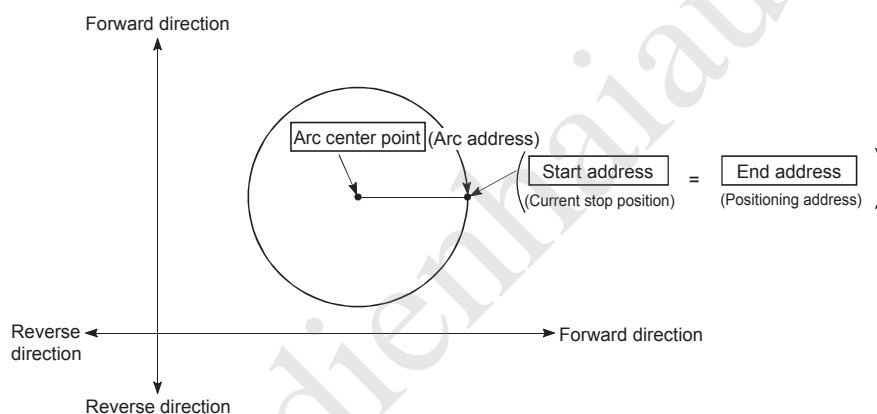 Forward direction
Arc center point (Arc address)
( Start address = End address )
(Current stop position) (Positioning address)
Reverse direction
Forward direction
Reverse direction
dienhaiau